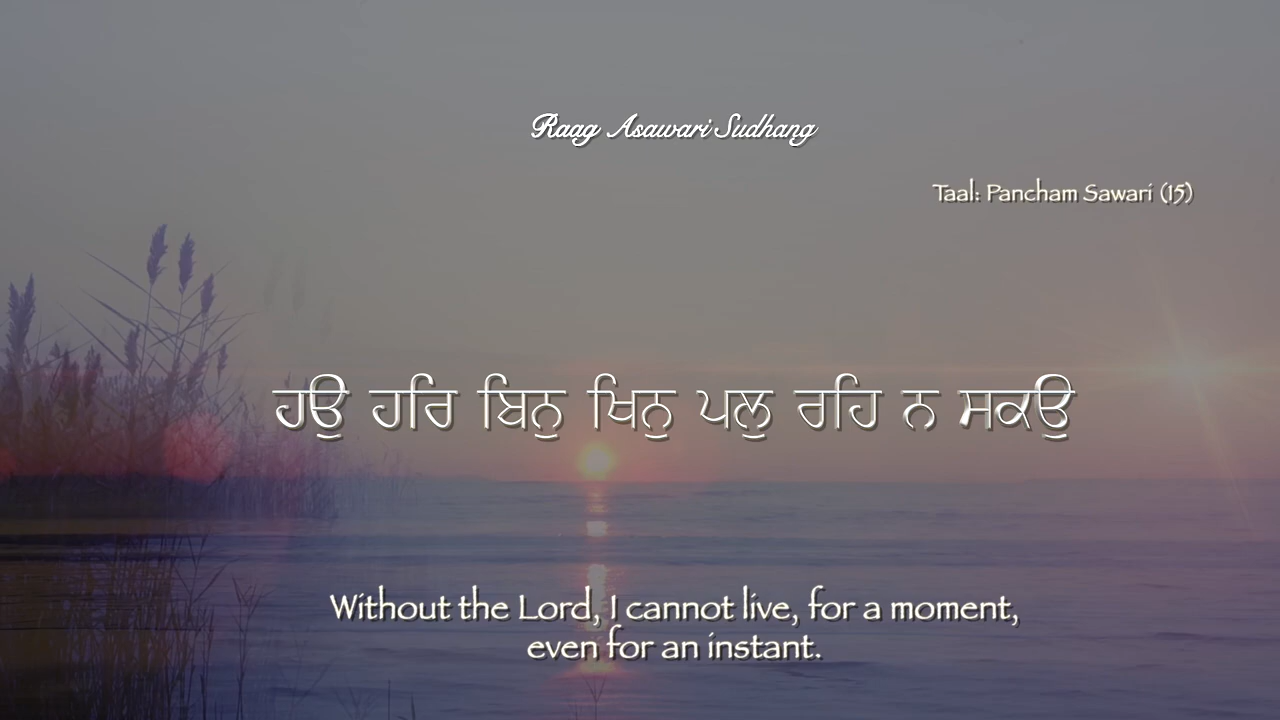 Raag Asawari Sudhang
Taal: Pancham Sawari (15)
ਹਉ ਹਰਿ ਬਿਨੁ ਖਿਨੁ ਪਲੁ ਰਹਿ ਨ ਸਕਉ
Without the Lord, I cannot live, for a moment,
even for an instant.